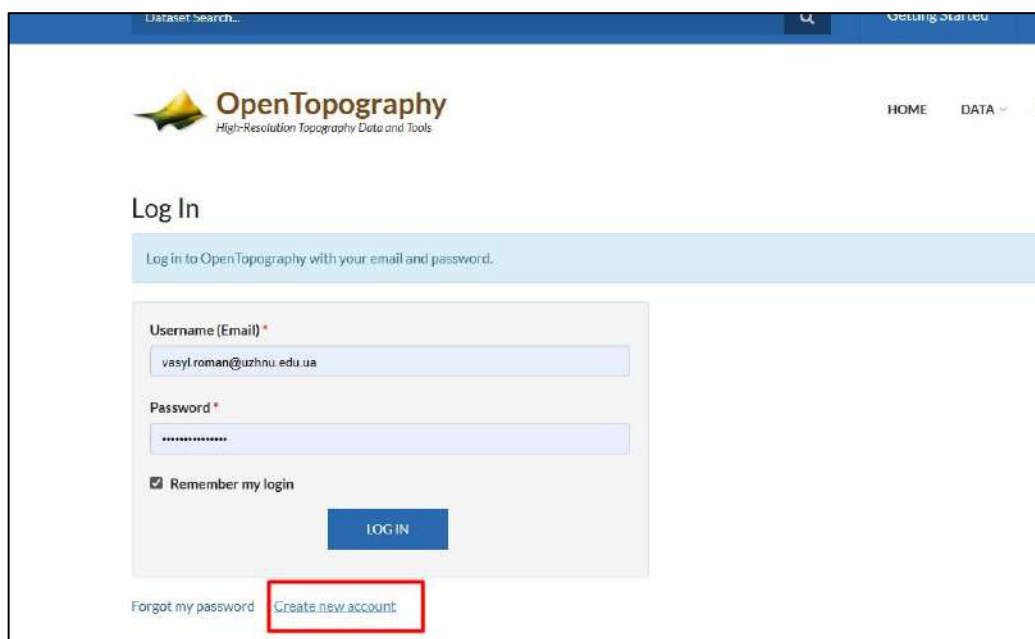 Dataset Search...
Getting Started
OpenTopography
High-Resolution Topography Data and Tools
HOME DATA
Log In
Log in to OpenTopography with your email and password.
Username (Email) *
vasyl.roman@uzhnu.edu.ua
Password *
•••••••••••••••
Remember my login
LOG IN
Forgot my password Create new account